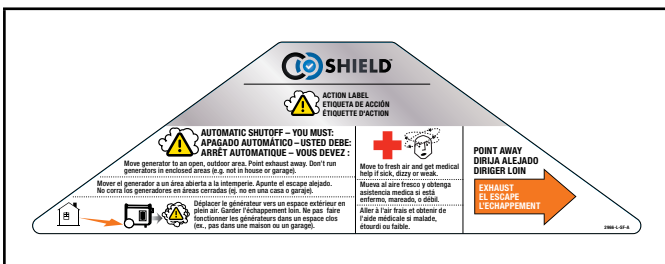 CO SHIELD™
ACTION LABEL
ETIQUETA DE ACCIÓN
ÉTIQUETTE D'ACTION
AUTOMATIC SHUTOFF – YOU MUST:
APAGADO AUTOMÁTICO – USTED DEBE:
ARRÊT AUTOMATIQUE – VOUS DEVEZ :
Move generator to an open, outdoor area. Point exhaust away. Don't run
generators in enclosed areas (e.g. not in house or garage).
Mover el generador a un área abierta a la intemperie. Apunte el escape alejado.
No corra los generadores en áreas cerradas (ej. no en una casa o garaje).
Déplacer le générateur vers un espace extérieur en
plein air. Garder l'échappement loin. Ne pas faire
fonctionner les générateurs dans un espace clos
(ex., pas dans une maison ou un garage).
Move to fresh air and get medical
help if sick, dizzy or weak.
Mueva al aire fresco y obtenga
asistencia medica si está
enfermo, mareado, o débil.
Aller à l'air frais et obtenir de
l'aide médicale si malade,
étourdi ou faible.
POINT AWAY
DIRIJA ALEJADO
DIRIGER LOIN
EXHAUST
EL ESCAPE
L'ÉCHAPPEMENT
2966-L-SF-A